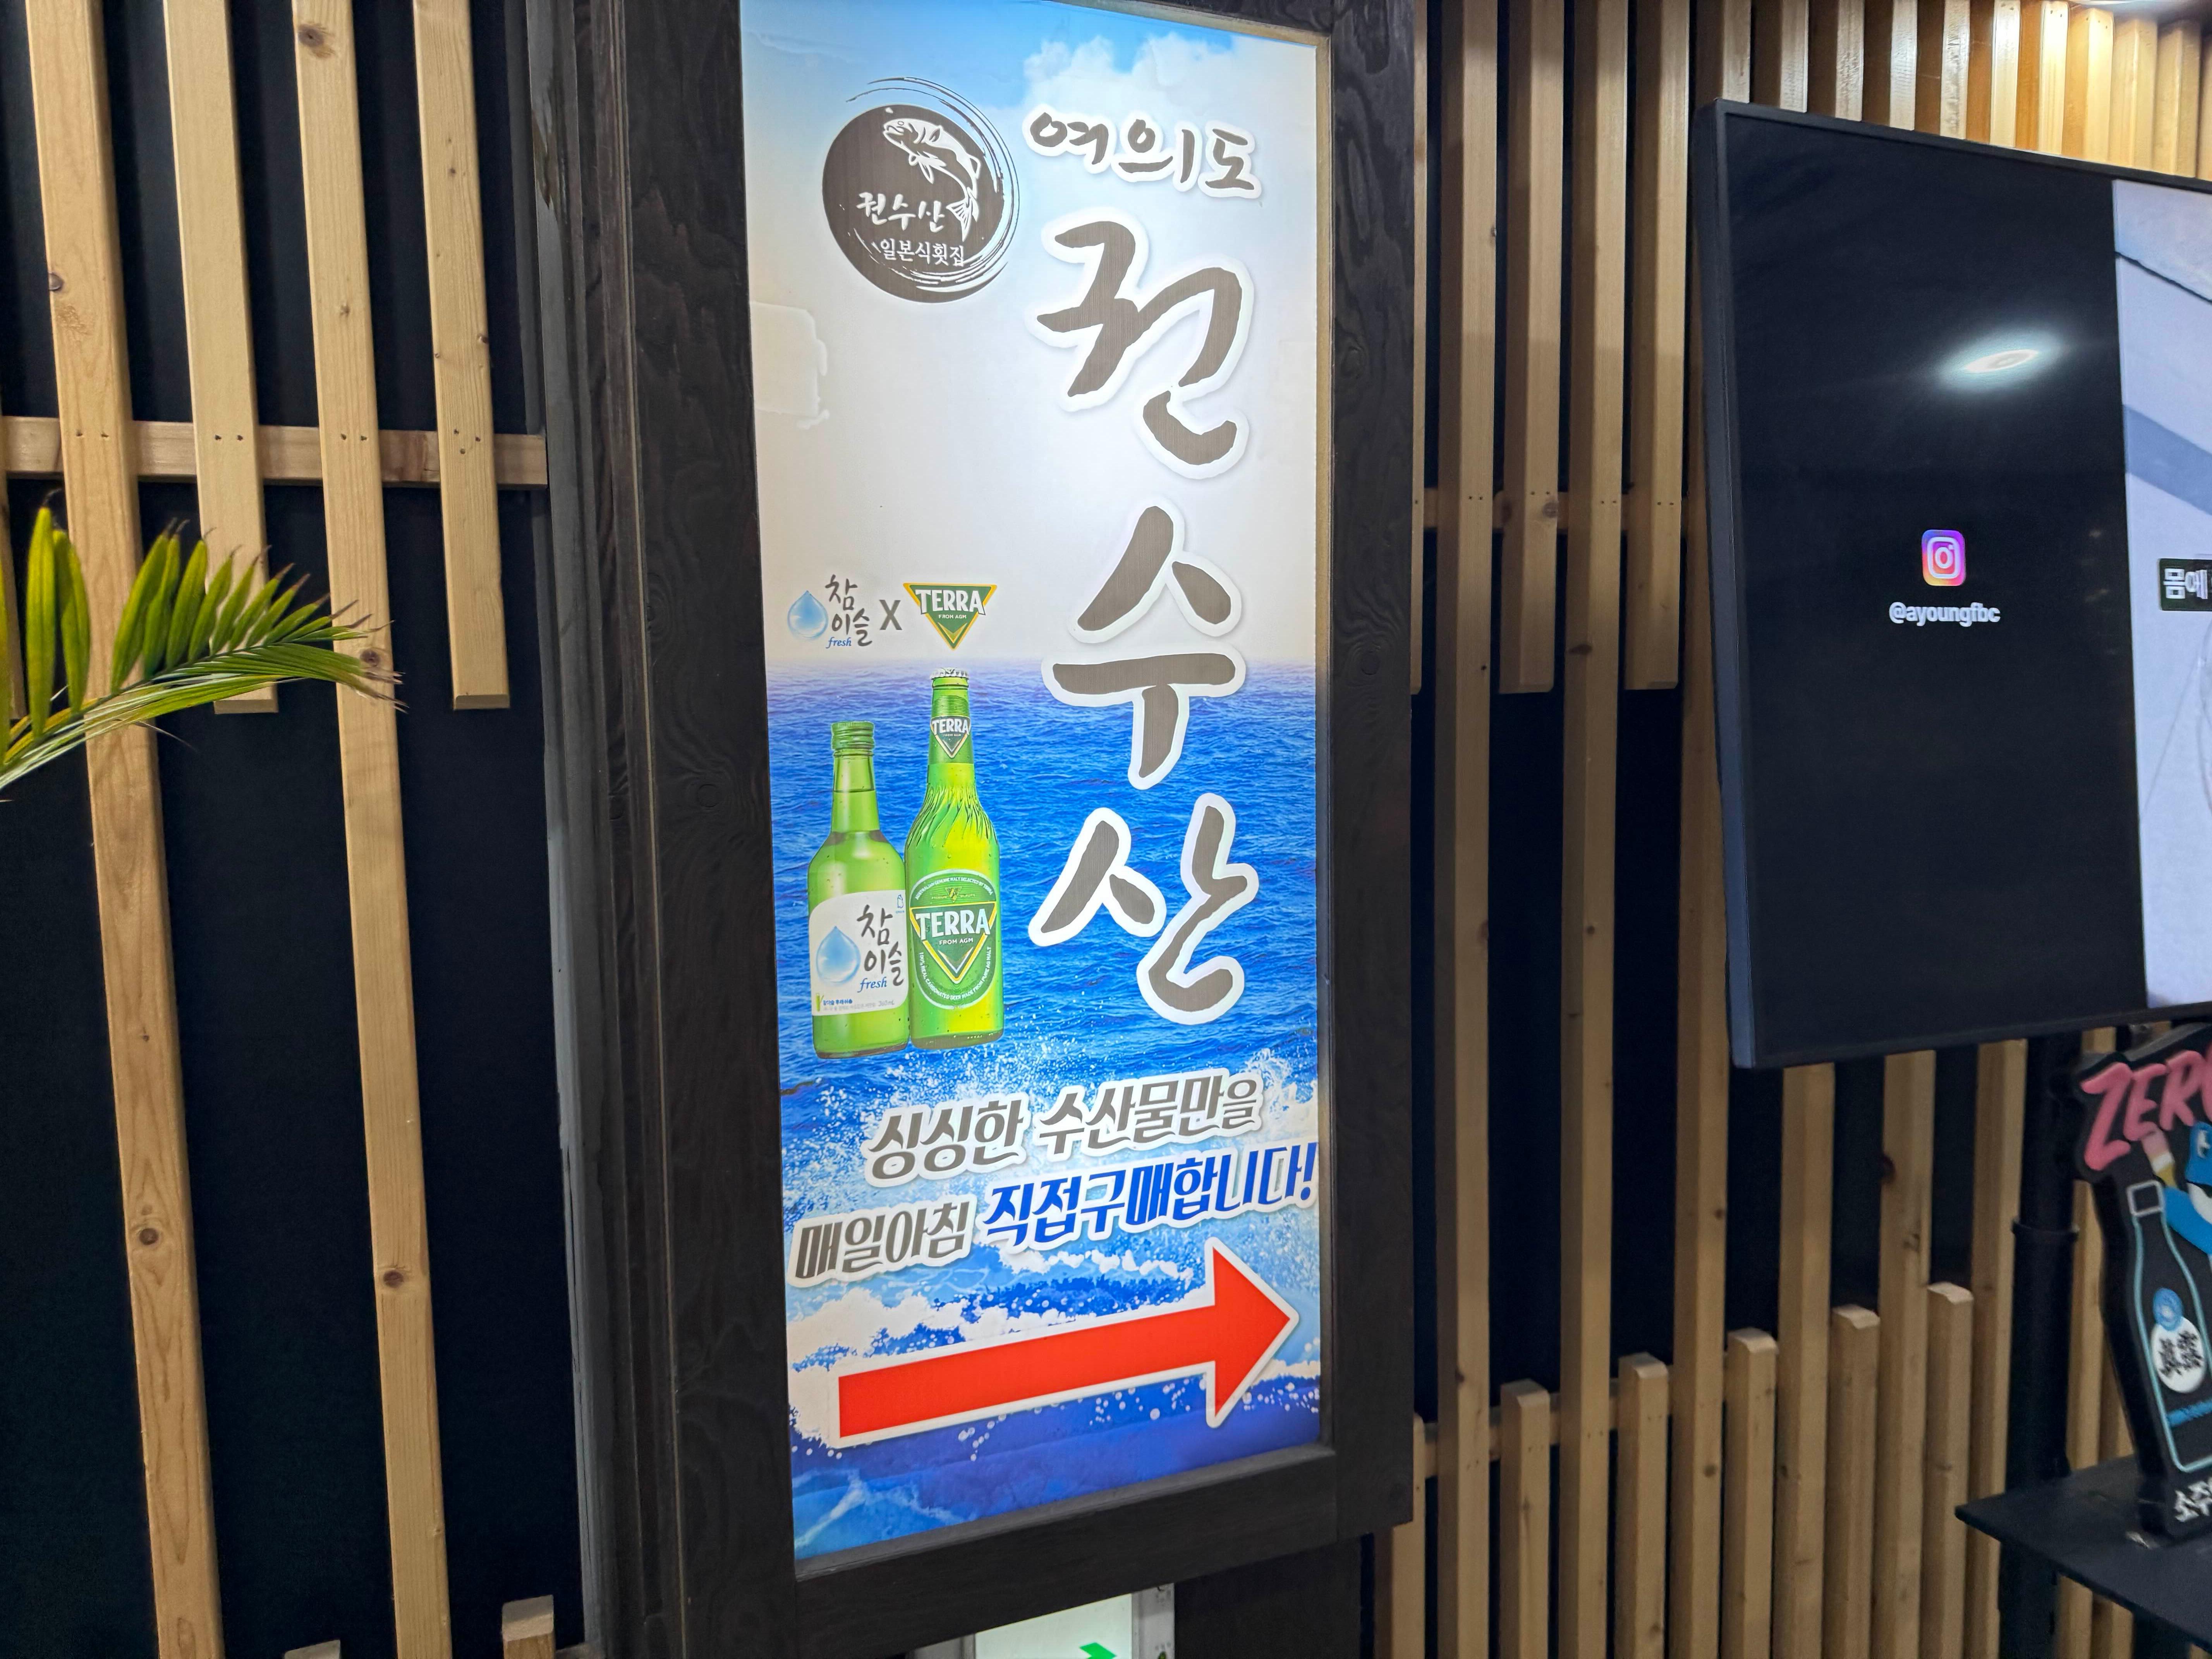 여의도
권수산
권수산
일본식횟집
참이슬 fresh X TERRA
FROM AGM
TERRA
참이슬
fresh
TERRA
FROM AGM
싱싱한 수산물만을
매일아침 직접구매합니다!
@ayoungfbc
몸에
ZER